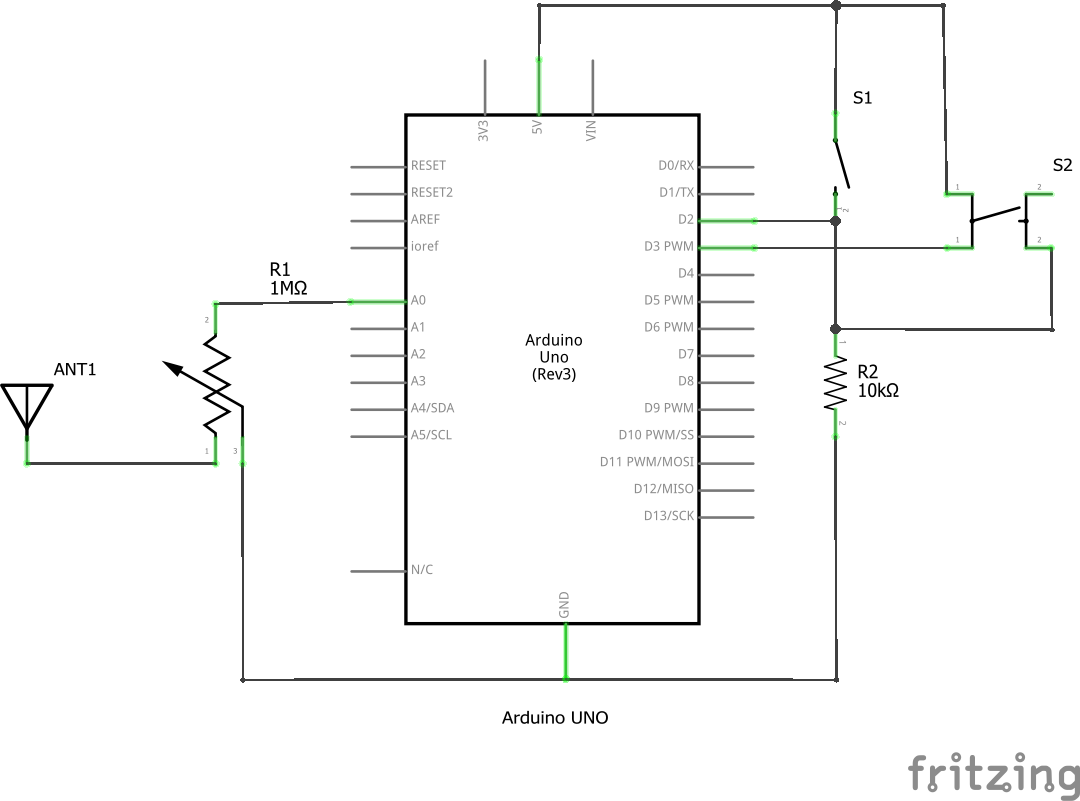 3V3
5V
VIN
S1
S2
RESET
RESET2
AREF
ioref
A0
A1
A2
A3
A4/SDA
A5/SCL
N/C
D0/RX
D1/TX
D2
D3 PWM
D4
D5 PWM
D6 PWM
D7
D8
D9 PWM
D10 PWM/SS
D11 PWM/MOSI
D12/MISO
D13/SCK
GND
Arduino
Uno
(Rev3)
R1
1MΩ
2
1
3
ANT1
1
2
1
2
1
2
R2
10kΩ
1
2
Arduino UNO
fritzing